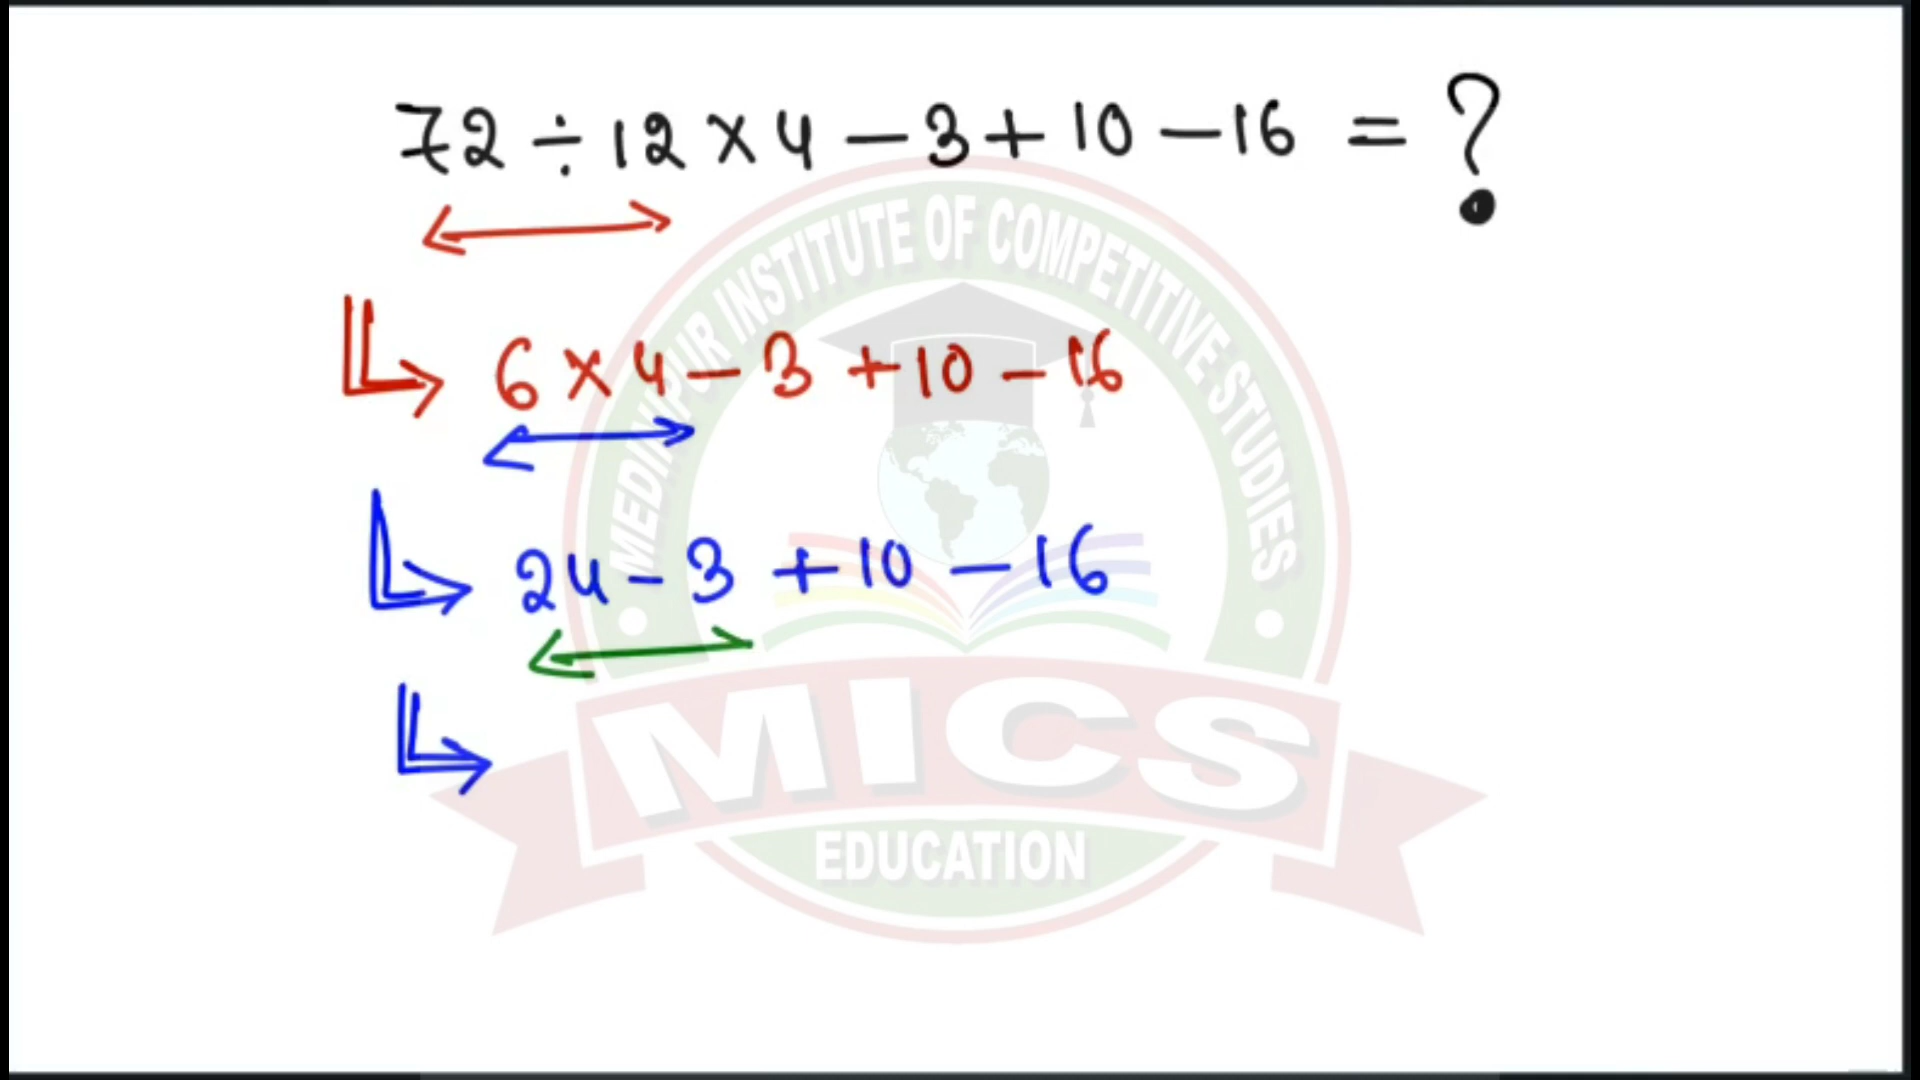 72 ÷ 12 × 4 – 3 + 10 – 16 = ?
6 × 4 – 3 + 10 – 16
24 – 3 + 10 – 16
MEDINIPUR INSTITUTE OF COMPETITIVE STUDIES
MICS
EDUCATION